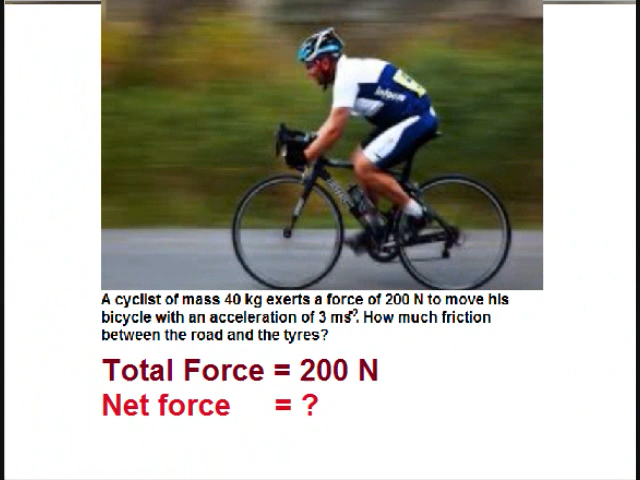 Inform
A cyclist of mass 40 kg exerts a force of 200 N to move his
bicycle with an acceleration of 3 ms⁻². How much friction
between the road and the tyres?
Total Force = 200 N
Net force = ?